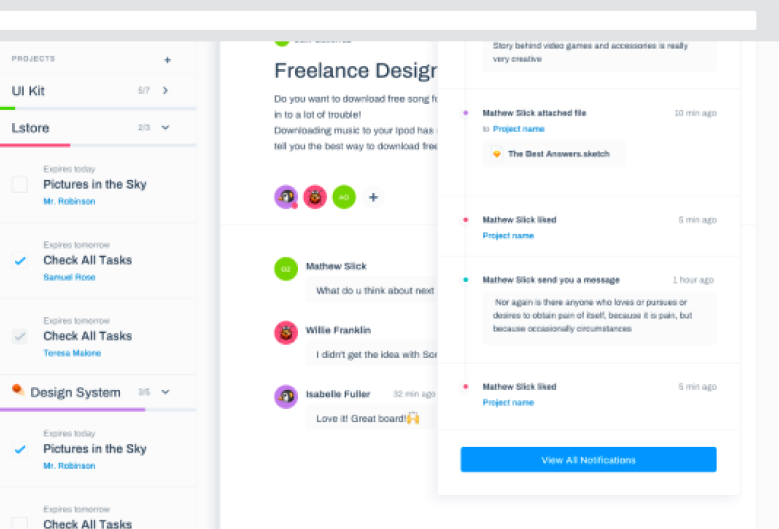 PROJECTS +
UI Kit 5/7
Lstore 2/3
Expires today
Pictures in the Sky
Mr. Robinson
Expires tomorrow
Check All Tasks
Samuel Rose
Expires tomorrow
Check All Tasks
Teresa Malone
Design System 3/5
Expires today
Pictures in the Sky
Mr. Robinson
Expires tomorrow
Check All Tasks
Freelance Design
Do you want to download free song fo
in to a lot of trouble!
Downloading music to your Ipod has
tell you the best way to download free
AO +
OZ
Mathew Slick
What do u think about next
Willie Franklin
I didn't get the idea with Sor
Isabelle Fuller 32 min ago
Love it! Great board!🙌
Story behind video games and accessories is really
very creative
Mathew Slick attached file 10 min ago
to Project name
The Best Answers.sketch
Mathew Slick liked 5 min ago
Project name
Mathew Slick send you a message 1 hour ago
Nor again is there anyone who loves or pursues or
desires to obtain pain of itself, because it is pain, but
because occasionally circumstances
Mathew Slick liked 5 min ago
Project name
View All Notifications